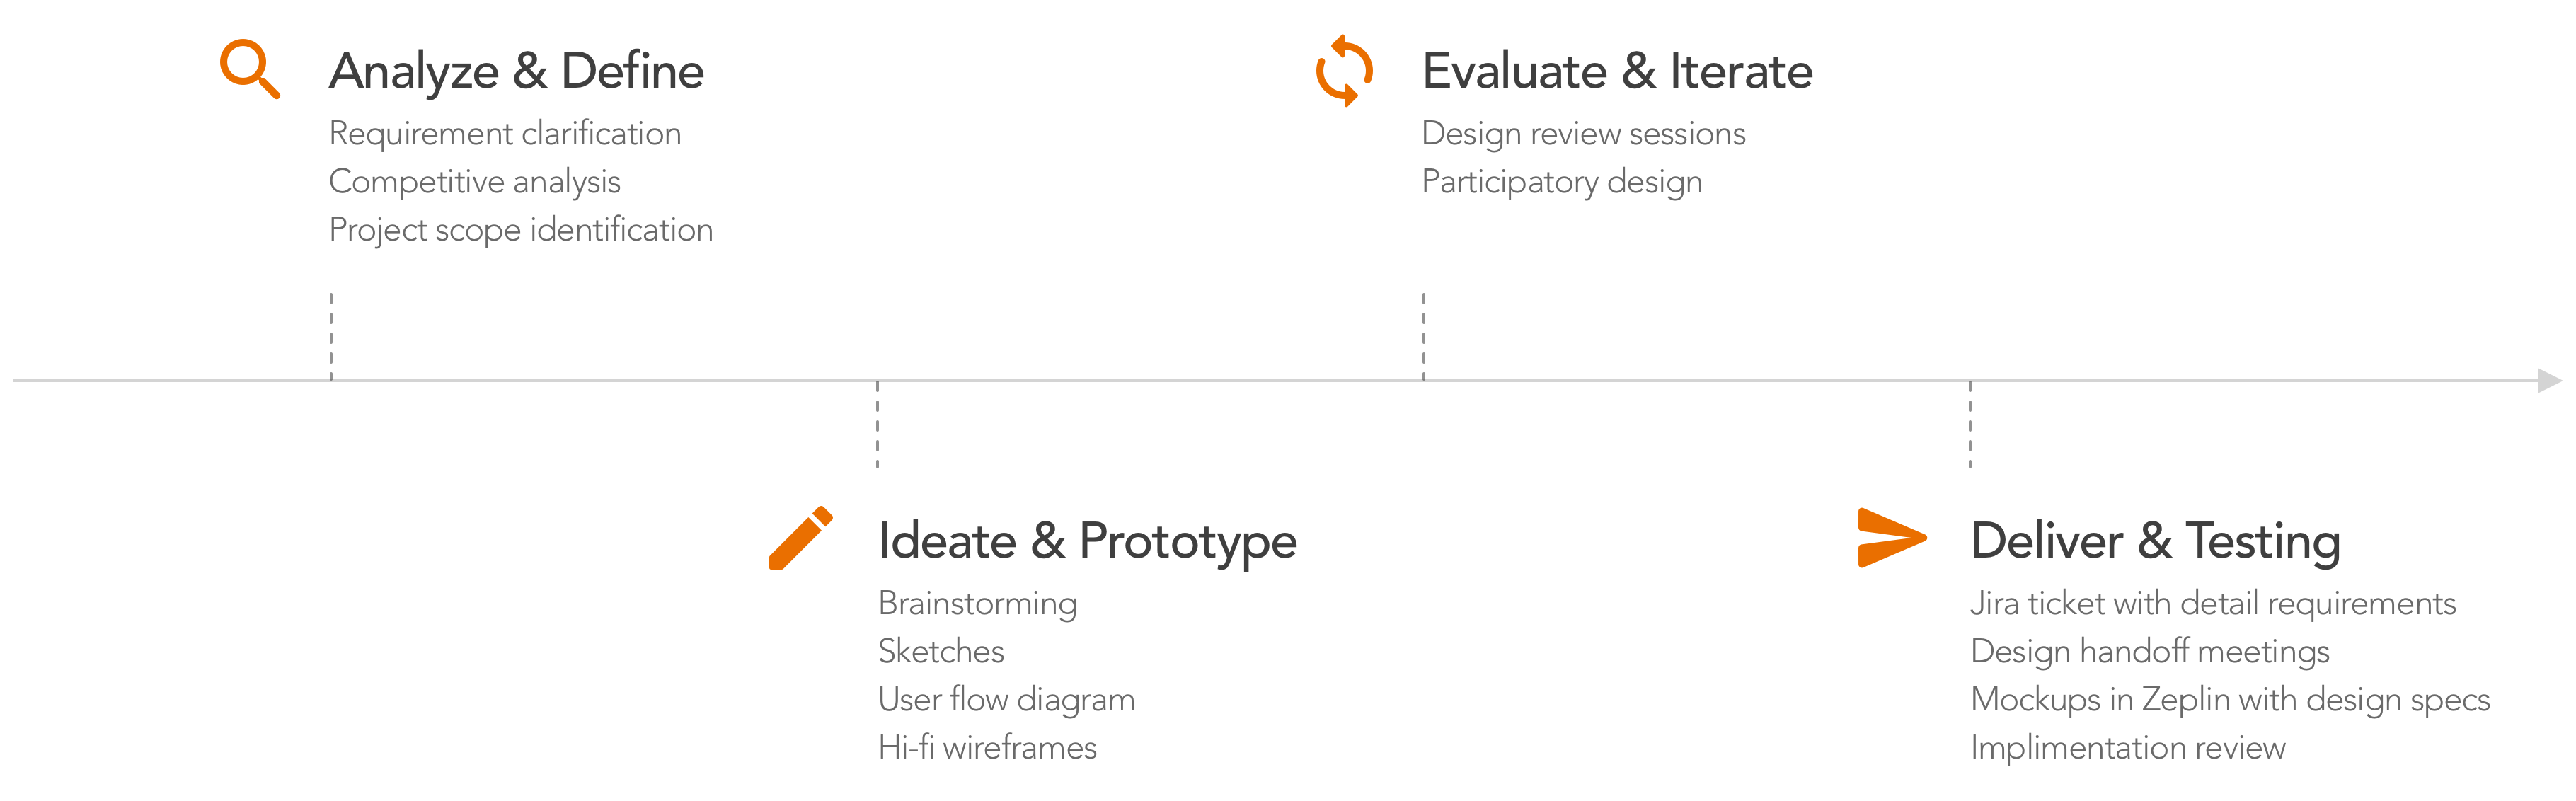 Analyze & Define
Requirement clarification
Competitive analysis
Project scope identification
Ideate & Prototype
Brainstorming
Sketches
User flow diagram
Hi-fi wireframes
Evaluate & Iterate
Design review sessions
Participatory design
Deliver & Testing
Jira ticket with detail requirements
Design handoff meetings
Mockups in Zeplin with design specs
Implimentation review